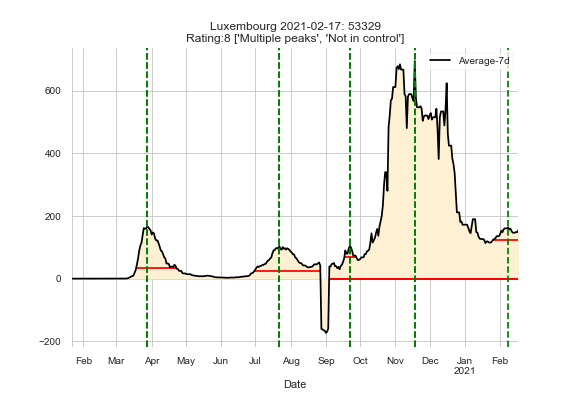 Luxembourg 2021-02-17: 53329
Rating:8 ['Multiple peaks', 'Not in control']
Average-7d
600
400
200
0
−200
Feb Mar Apr May Jun Jul Aug Sep Oct Nov Dec Jan Feb
2021
Date